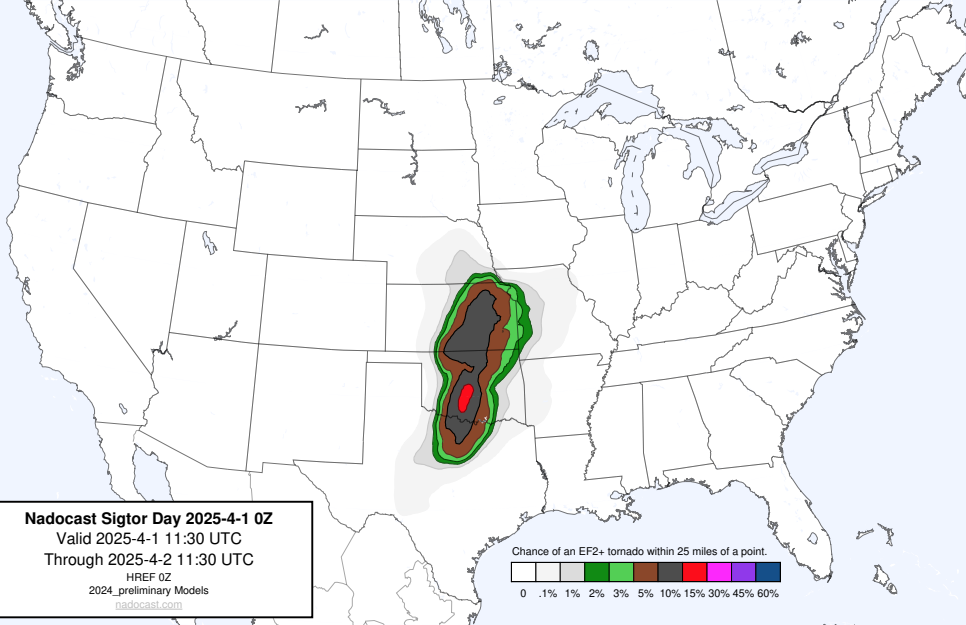 Nadocast Sigtor Day 2025-4-1 0Z
Valid 2025-4-1 11:30 UTC
Through 2025-4-2 11:30 UTC
HREF 0Z
2024_preliminary Models
nadocast.com
Chance of an EF2+ tornado within 25 miles of a point.
0 .1% 1% 2% 3% 5% 10% 15% 30% 45% 60%